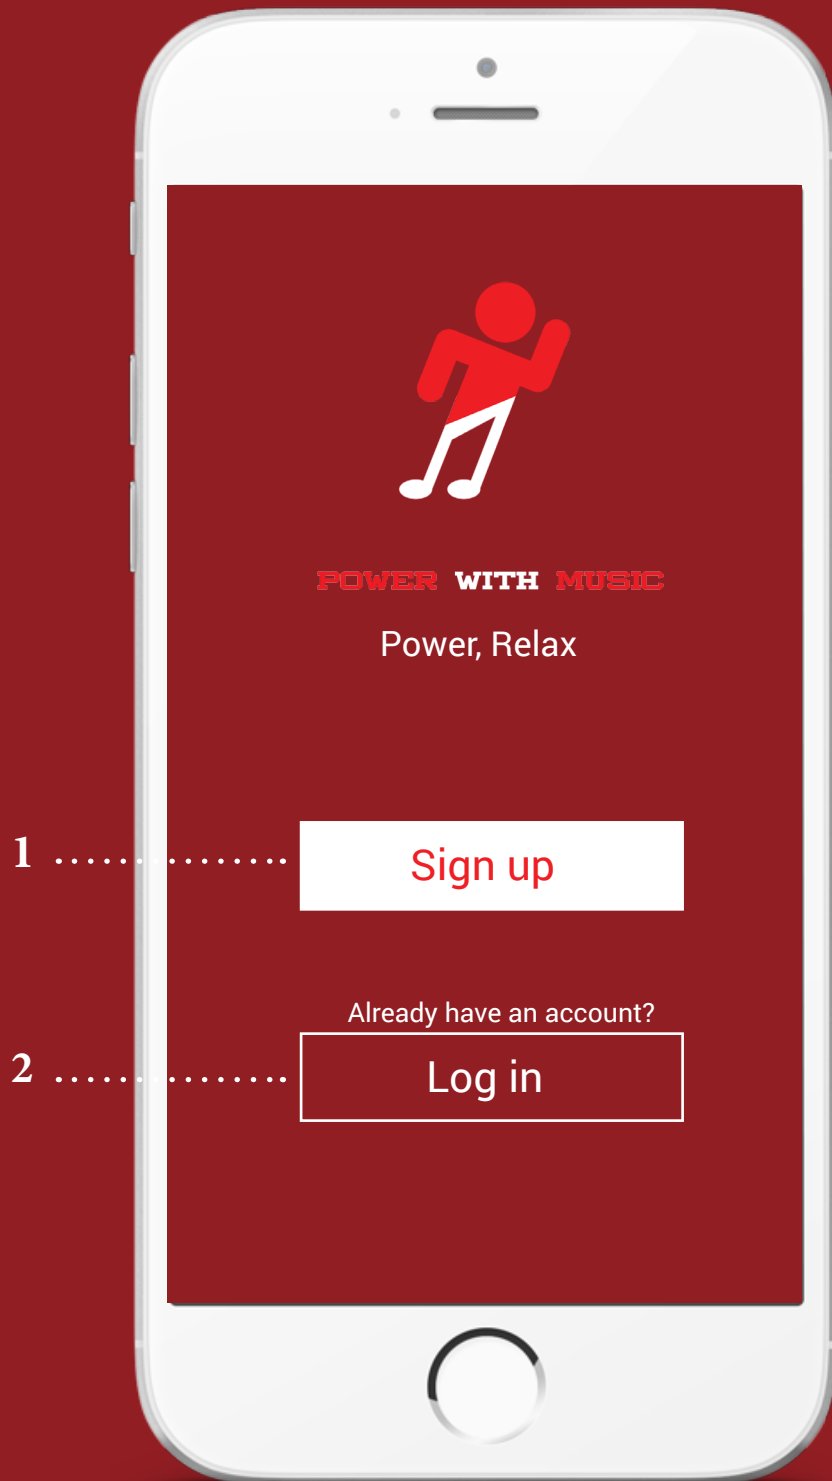 POWER WITH MUSIC
Power, Relax
1 ............... Sign up
Already have an account?
2 ............... Log in